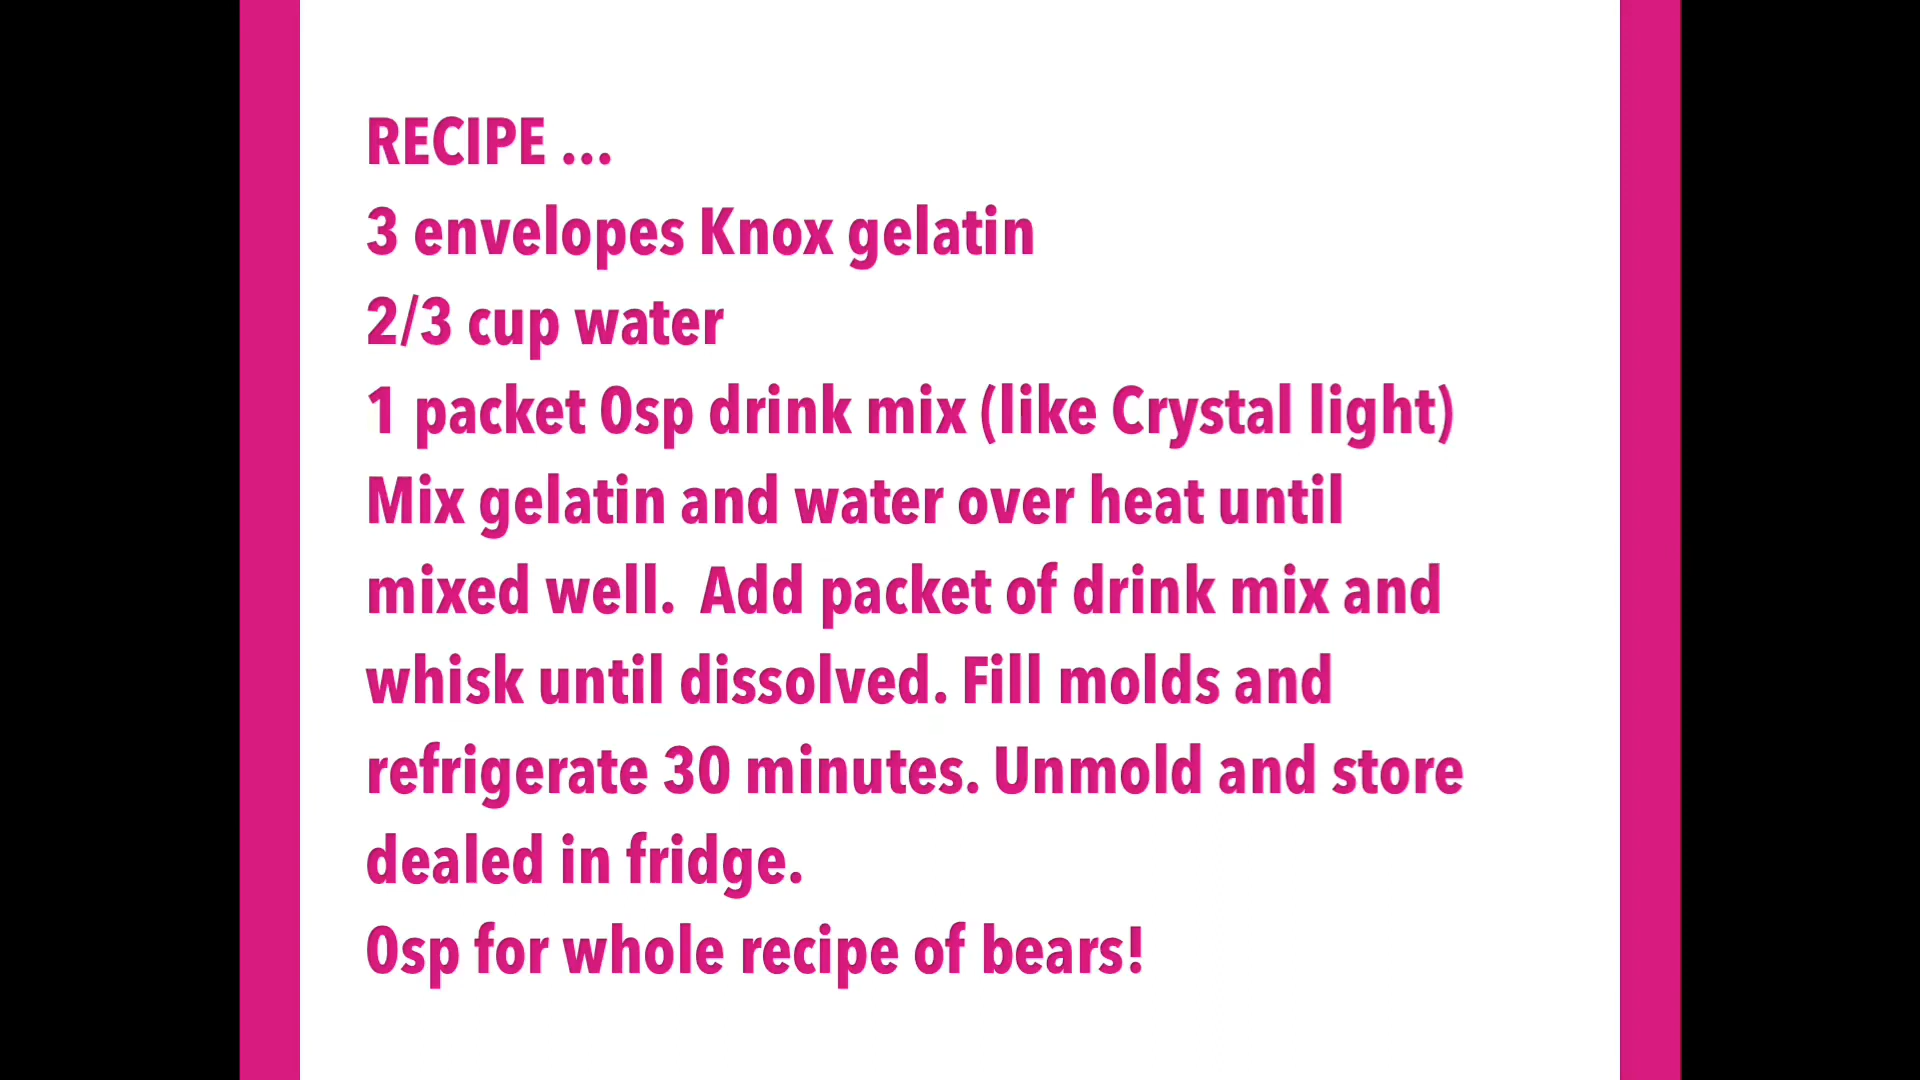 RECIPE ...
3 envelopes Knox gelatin
2/3 cup water
1 packet 0sp drink mix (like Crystal light)
Mix gelatin and water over heat until
mixed well.  Add packet of drink mix and
whisk until dissolved. Fill molds and
refrigerate 30 minutes. Unmold and store
dealed in fridge.
0sp for whole recipe of bears!